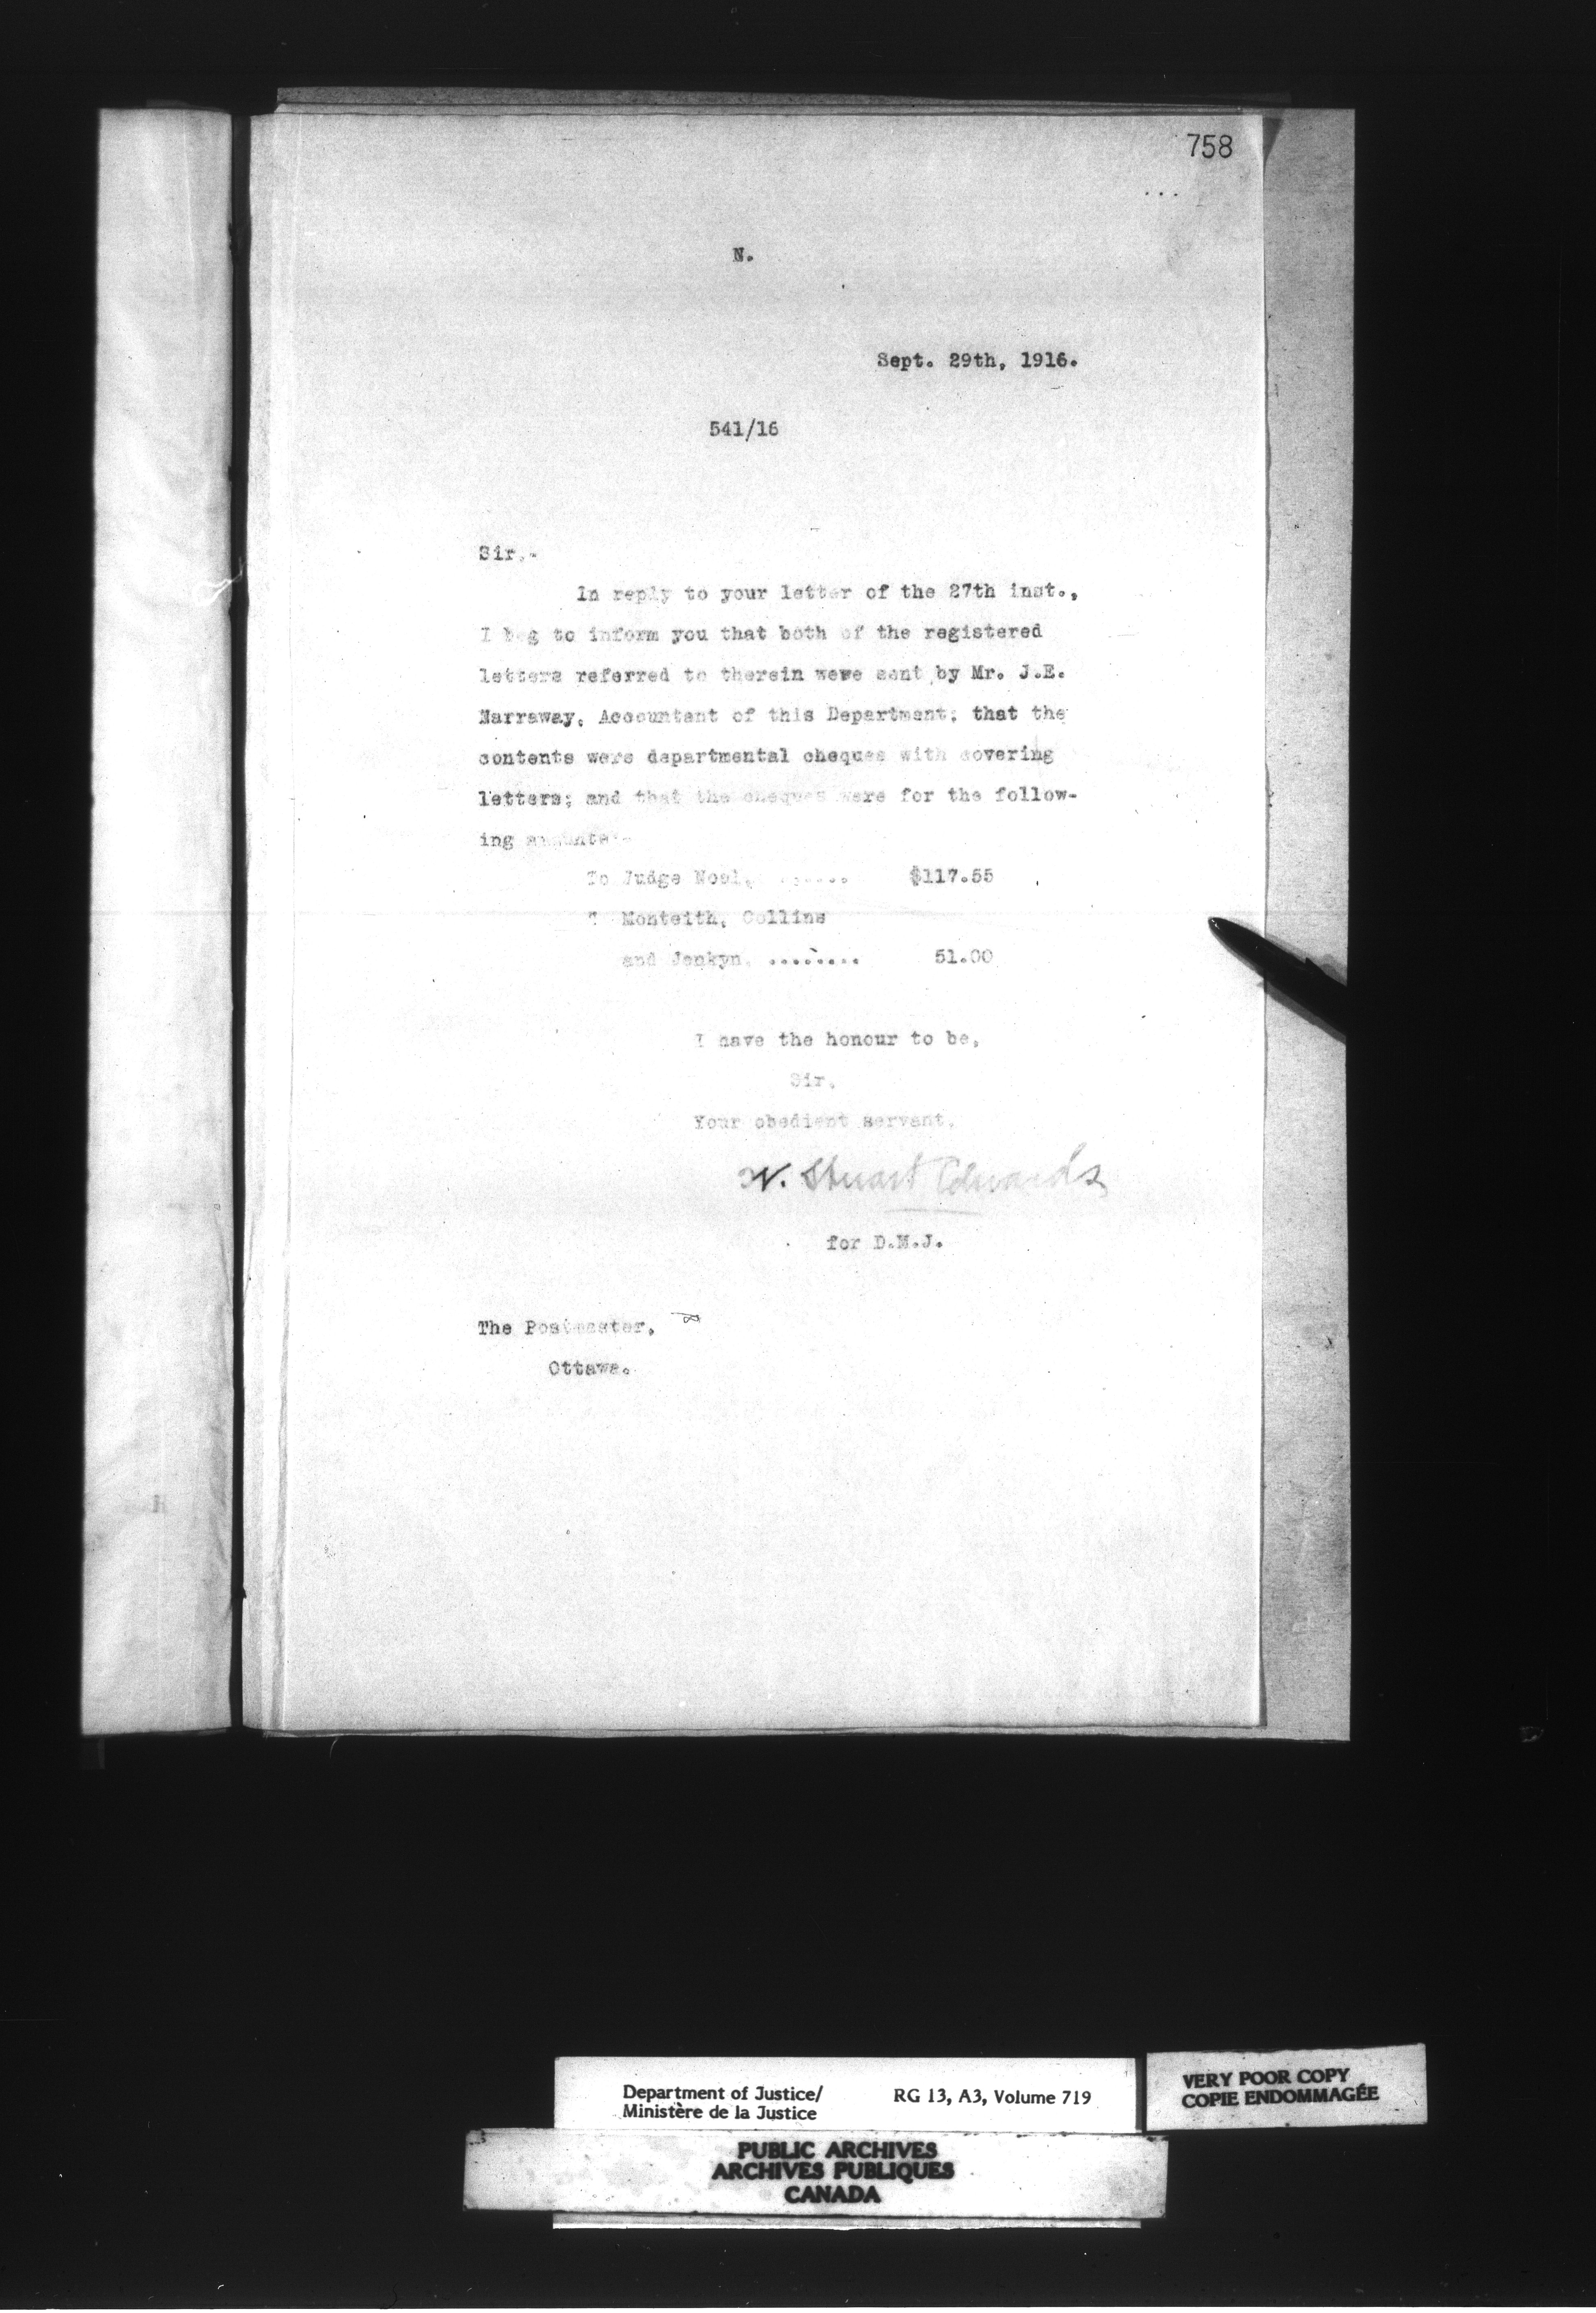 758
N.
Sept. 29th, 1916.
541/16
Sir,-
In reply to your letter of the 27th inst.,
I beg to inform you that both of the registered
letters referred to therein were sent by Mr. J.E.
Narraway, Accountant of this Department; that the
contents were departmental cheques with covering
letters; and that the cheques were for the follow-
ing amounts:-
To Judge Noel, ....... $117.55
" Monteith, Collins
and Jenkyn, ........ 51.00
I have the honour to be,
Sir,
Your obedient servant,
W. Stuart Edwards
for D.M.J.
The Postmaster,
Ottawa.
Department of Justice/ RG 13, A3, Volume 719
Ministère de la Justice
VERY POOR COPY
COPIE ENDOMMAGÉE
PUBLIC ARCHIVES
ARCHIVES PUBLIQUES
CANADA